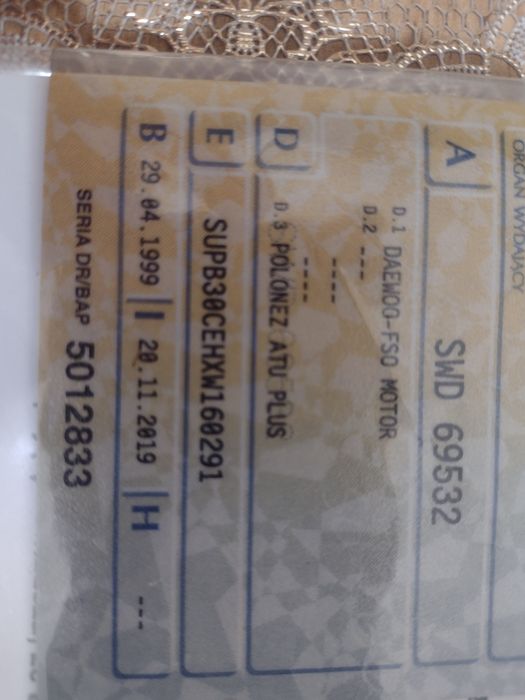 ORGAN WYDAJĄCY
A SWD 69532
D.1 DAEWOO-FSO MOTOR
D.2 ---
----
----
D D.3 POLONEZ ATU PLUS
E SUPB30CEHXW160291
B 29.04.1999 I 20.11.2019 H ---
SERIA DR/BAP 5012833